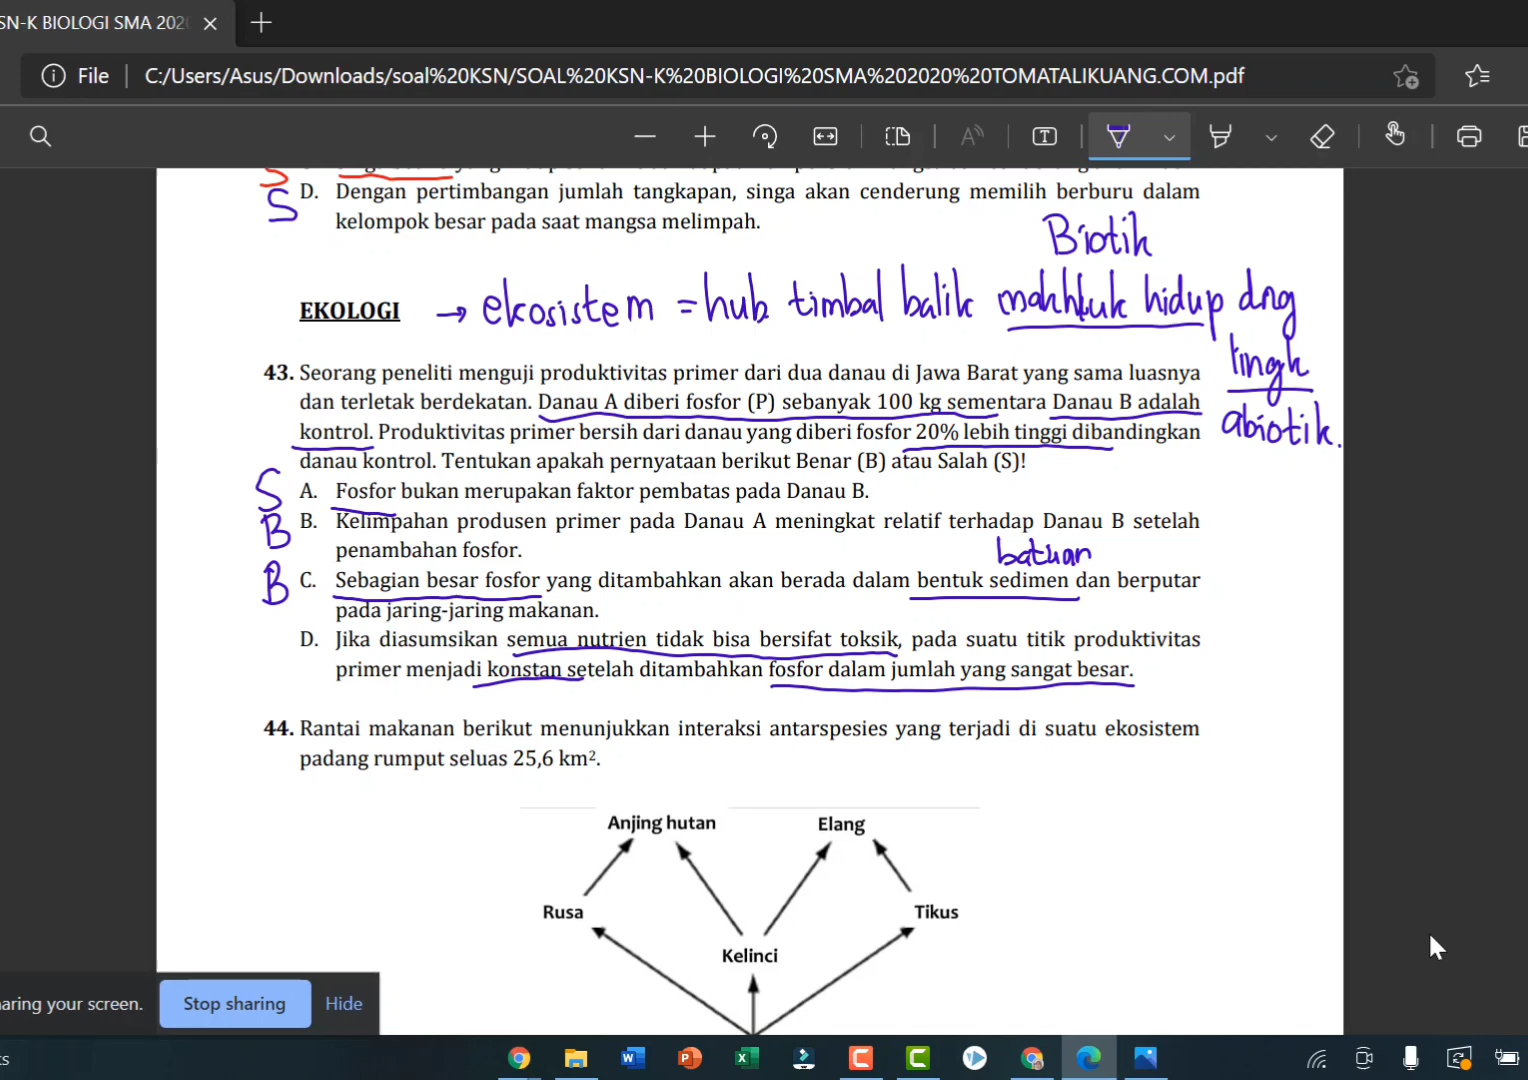 SN-K BIOLOGI SMA 202
File
C:/Users/Asus/Downloads/soal%20KSN/SOAL%20KSN-K%20BIOLOGI%20SMA%202020%20TOMATALIKUANG.COM.pdf
S D. Dengan pertimbangan jumlah tangkapan, singa akan cenderung memilih berburu dalam
kelompok besar pada saat mangsa melimpah.
Biotik
EKOLOGI → ekosistem = hub timbal balik makhluk hidup dng
tingk
abiotik.
43. Seorang peneliti menguji produktivitas primer dari dua danau di Jawa Barat yang sama luasnya
dan terletak berdekatan. Danau A diberi fosfor (P) sebanyak 100 kg sementara Danau B adalah
kontrol. Produktivitas primer bersih dari danau yang diberi fosfor 20% lebih tinggi dibandingkan
danau kontrol. Tentukan apakah pernyataan berikut Benar (B) atau Salah (S)!
S A. Fosfor bukan merupakan faktor pembatas pada Danau B.
B B. Kelimpahan produsen primer pada Danau A meningkat relatif terhadap Danau B setelah
penambahan fosfor.
batuan
B C. Sebagian besar fosfor yang ditambahkan akan berada dalam bentuk sedimen dan berputar
pada jaring-jaring makanan.
D. Jika diasumsikan semua nutrien tidak bisa bersifat toksik, pada suatu titik produktivitas
primer menjadi konstan setelah ditambahkan fosfor dalam jumlah yang sangat besar.
44. Rantai makanan berikut menunjukkan interaksi antarspesies yang terjadi di suatu ekosistem
padang rumput seluas 25,6 km².
Anjing hutan Elang
Rusa Tikus
Kelinci
aring your screen. Stop sharing Hide